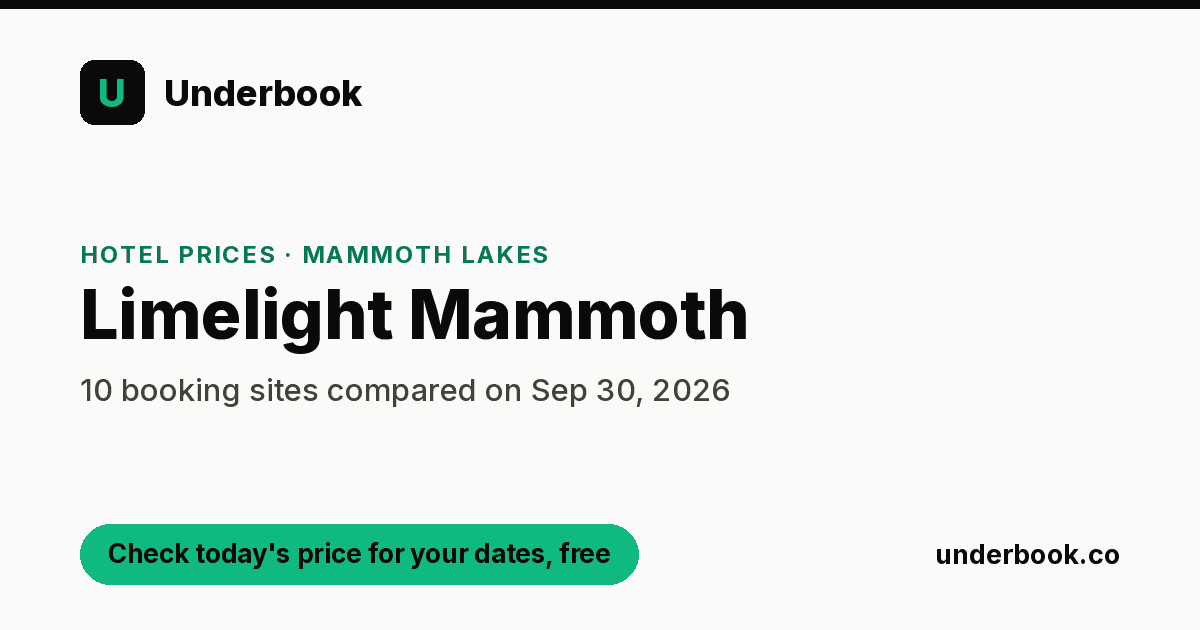 U Underbook
HOTEL PRICES · MAMMOTH LAKES
Limelight Mammoth
10 booking sites compared on Sep 30, 2026
Check today's price for your dates, free
underbook.co